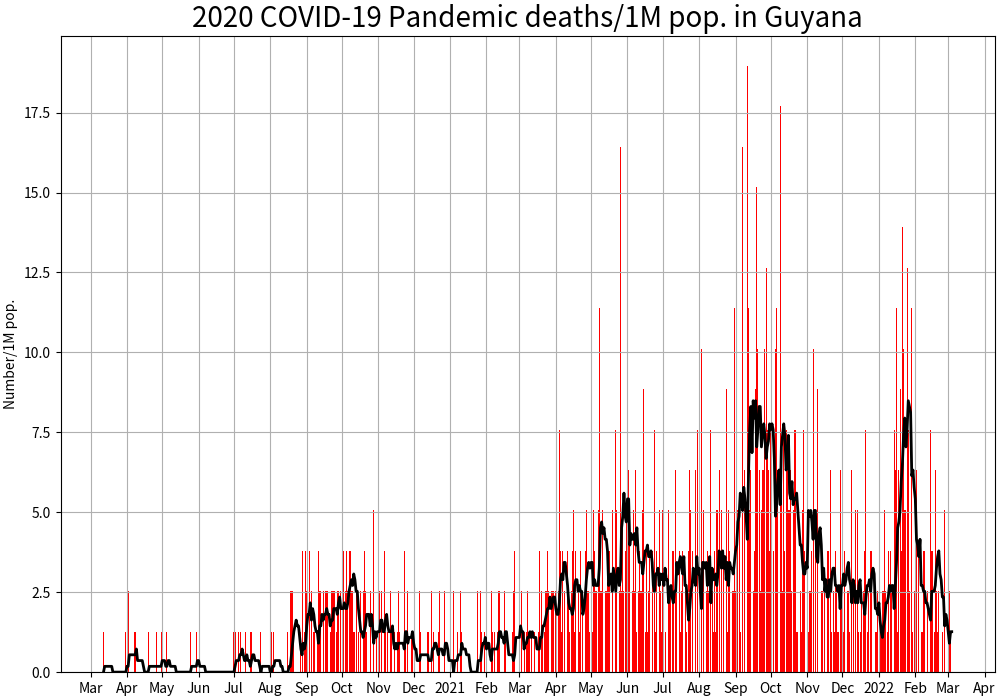 2020 COVID-19 Pandemic deaths/1M pop. in Guyana
Number/1M pop.
17.5
15.0
12.5
10.0
7.5
5.0
2.5
0.0
Mar Apr May Jun Jul Aug Sep Oct Nov Dec 2021 Feb Mar Apr May Jun Jul Aug Sep Oct Nov Dec 2022 Feb Mar Apr